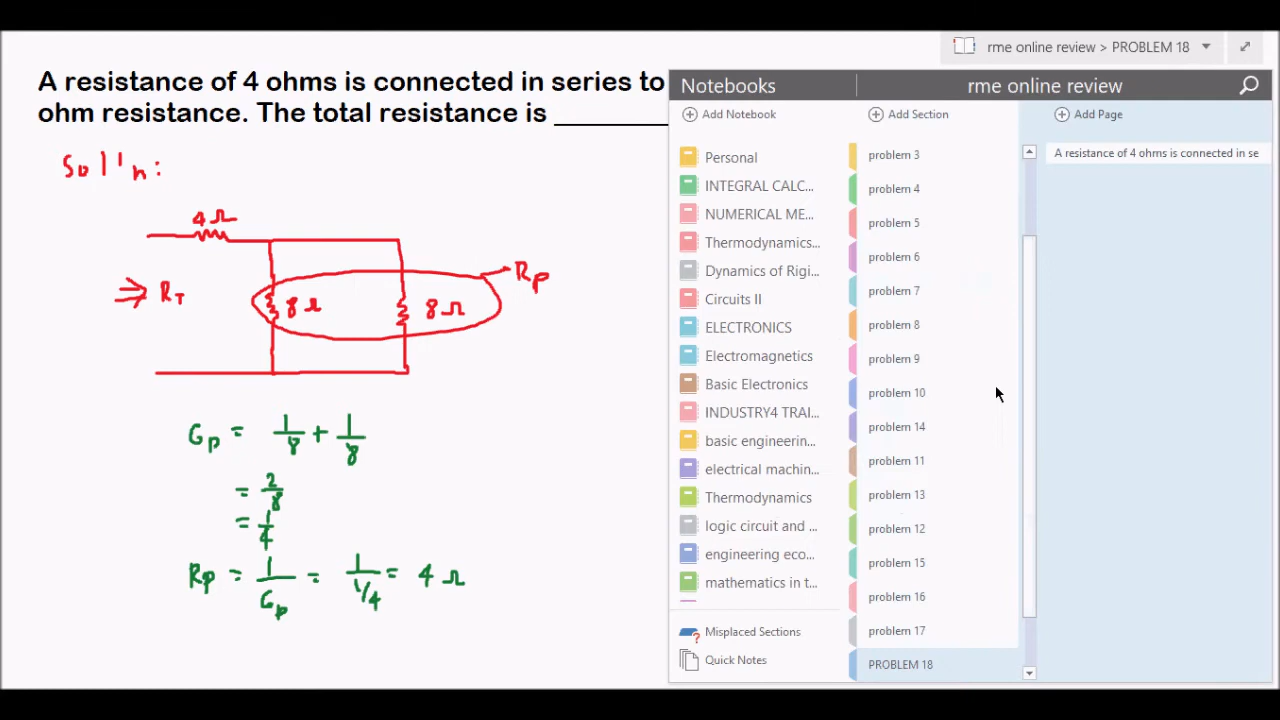 rme online review > PROBLEM 18
A resistance of 4 ohms is connected in series to
ohm resistance. The total resistance is ________
Sol'n:
4Ω
⇒ RT
8Ω
8Ω
Rp
Gp = 1/8 + 1/8
= 2/8
= 1/4
Rp = 1/Gp = 1/1/4 = 4 Ω
Notebooks
rme online review
Add Notebook
Add Section
Add Page
Personal
INTEGRAL CALC...
NUMERICAL ME...
Thermodynamics...
Dynamics of Rigi...
Circuits II
ELECTRONICS
Electromagnetics
Basic Electronics
INDUSTRY4 TRAI...
basic engineerin...
electrical machin...
Thermodynamics
logic circuit and ...
engineering eco...
mathematics in t...
Misplaced Sections
Quick Notes
problem 3
problem 4
problem 5
problem 6
problem 7
problem 8
problem 9
problem 10
problem 14
problem 11
problem 13
problem 12
problem 15
problem 16
problem 17
PROBLEM 18
A resistance of 4 ohms is connected in se